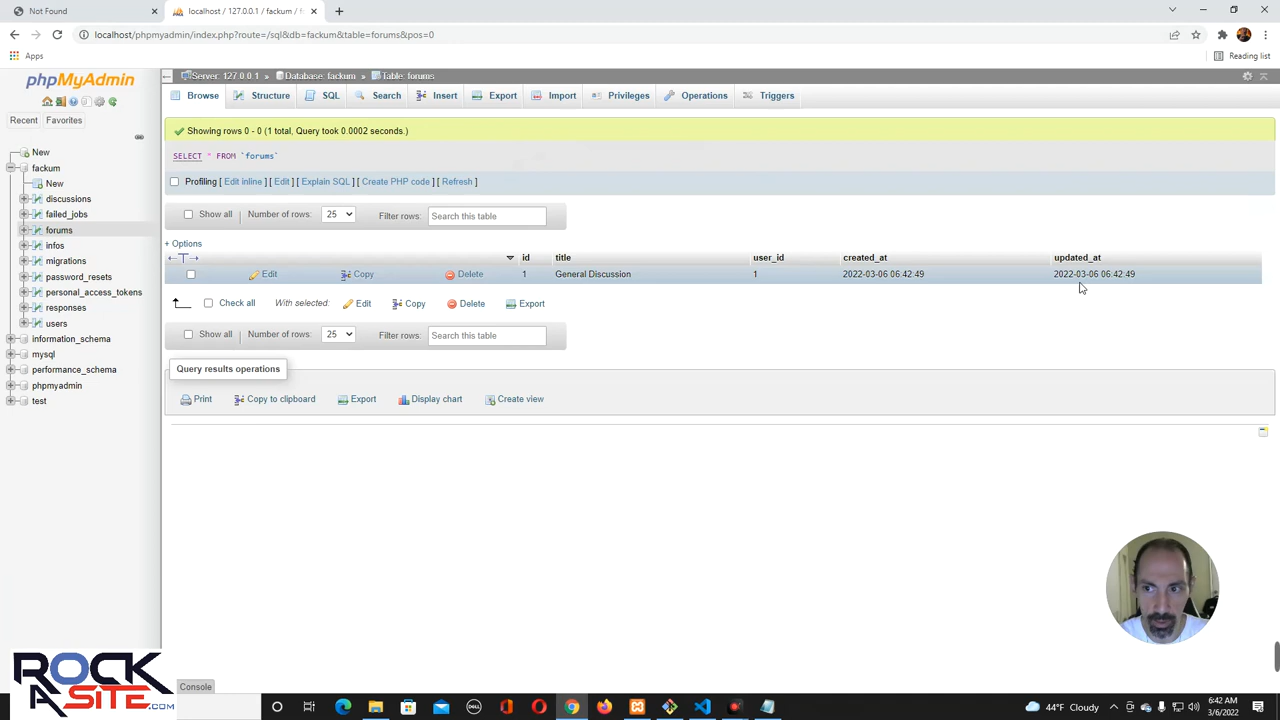 Not Found
localhost / 127.0.0.1 / fackum / f
localhost/phpmyadmin/index.php?route=/sql&db=fackum&table=forums&pos=0
Apps
Reading list
phpMyAdmin
Server: 127.0.0.1 » Database: fackum » Table: forums
Browse Structure SQL Search Insert Export Import Privileges Operations Triggers
Recent Favorites
New
fackum
New
discussions
failed_jobs
forums
infos
migrations
password_resets
personal_access_tokens
responses
users
information_schema
mysql
performance_schema
phpmyadmin
test
Showing rows 0 - 0 (1 total, Query took 0.0002 seconds.)
SELECT * FROM `forums`
Profiling [ Edit inline ] [ Edit ] [ Explain SQL ] [ Create PHP code ] [ Refresh ]
Show all | Number of rows: 25 Filter rows: Search this table
+ Options
id title user_id created_at updated_at
Edit Copy Delete 1 General Discussion 1 2022-03-06 06:42:49 2022-03-06 06:42:49
Check all With selected: Edit Copy Delete Export
Show all | Number of rows: 25 Filter rows: Search this table
Query results operations
Print Copy to clipboard Export Display chart Create view
ROCK
A SITE.COM
Console
DELL
44°F Cloudy
6:42 AM
3/6/2022